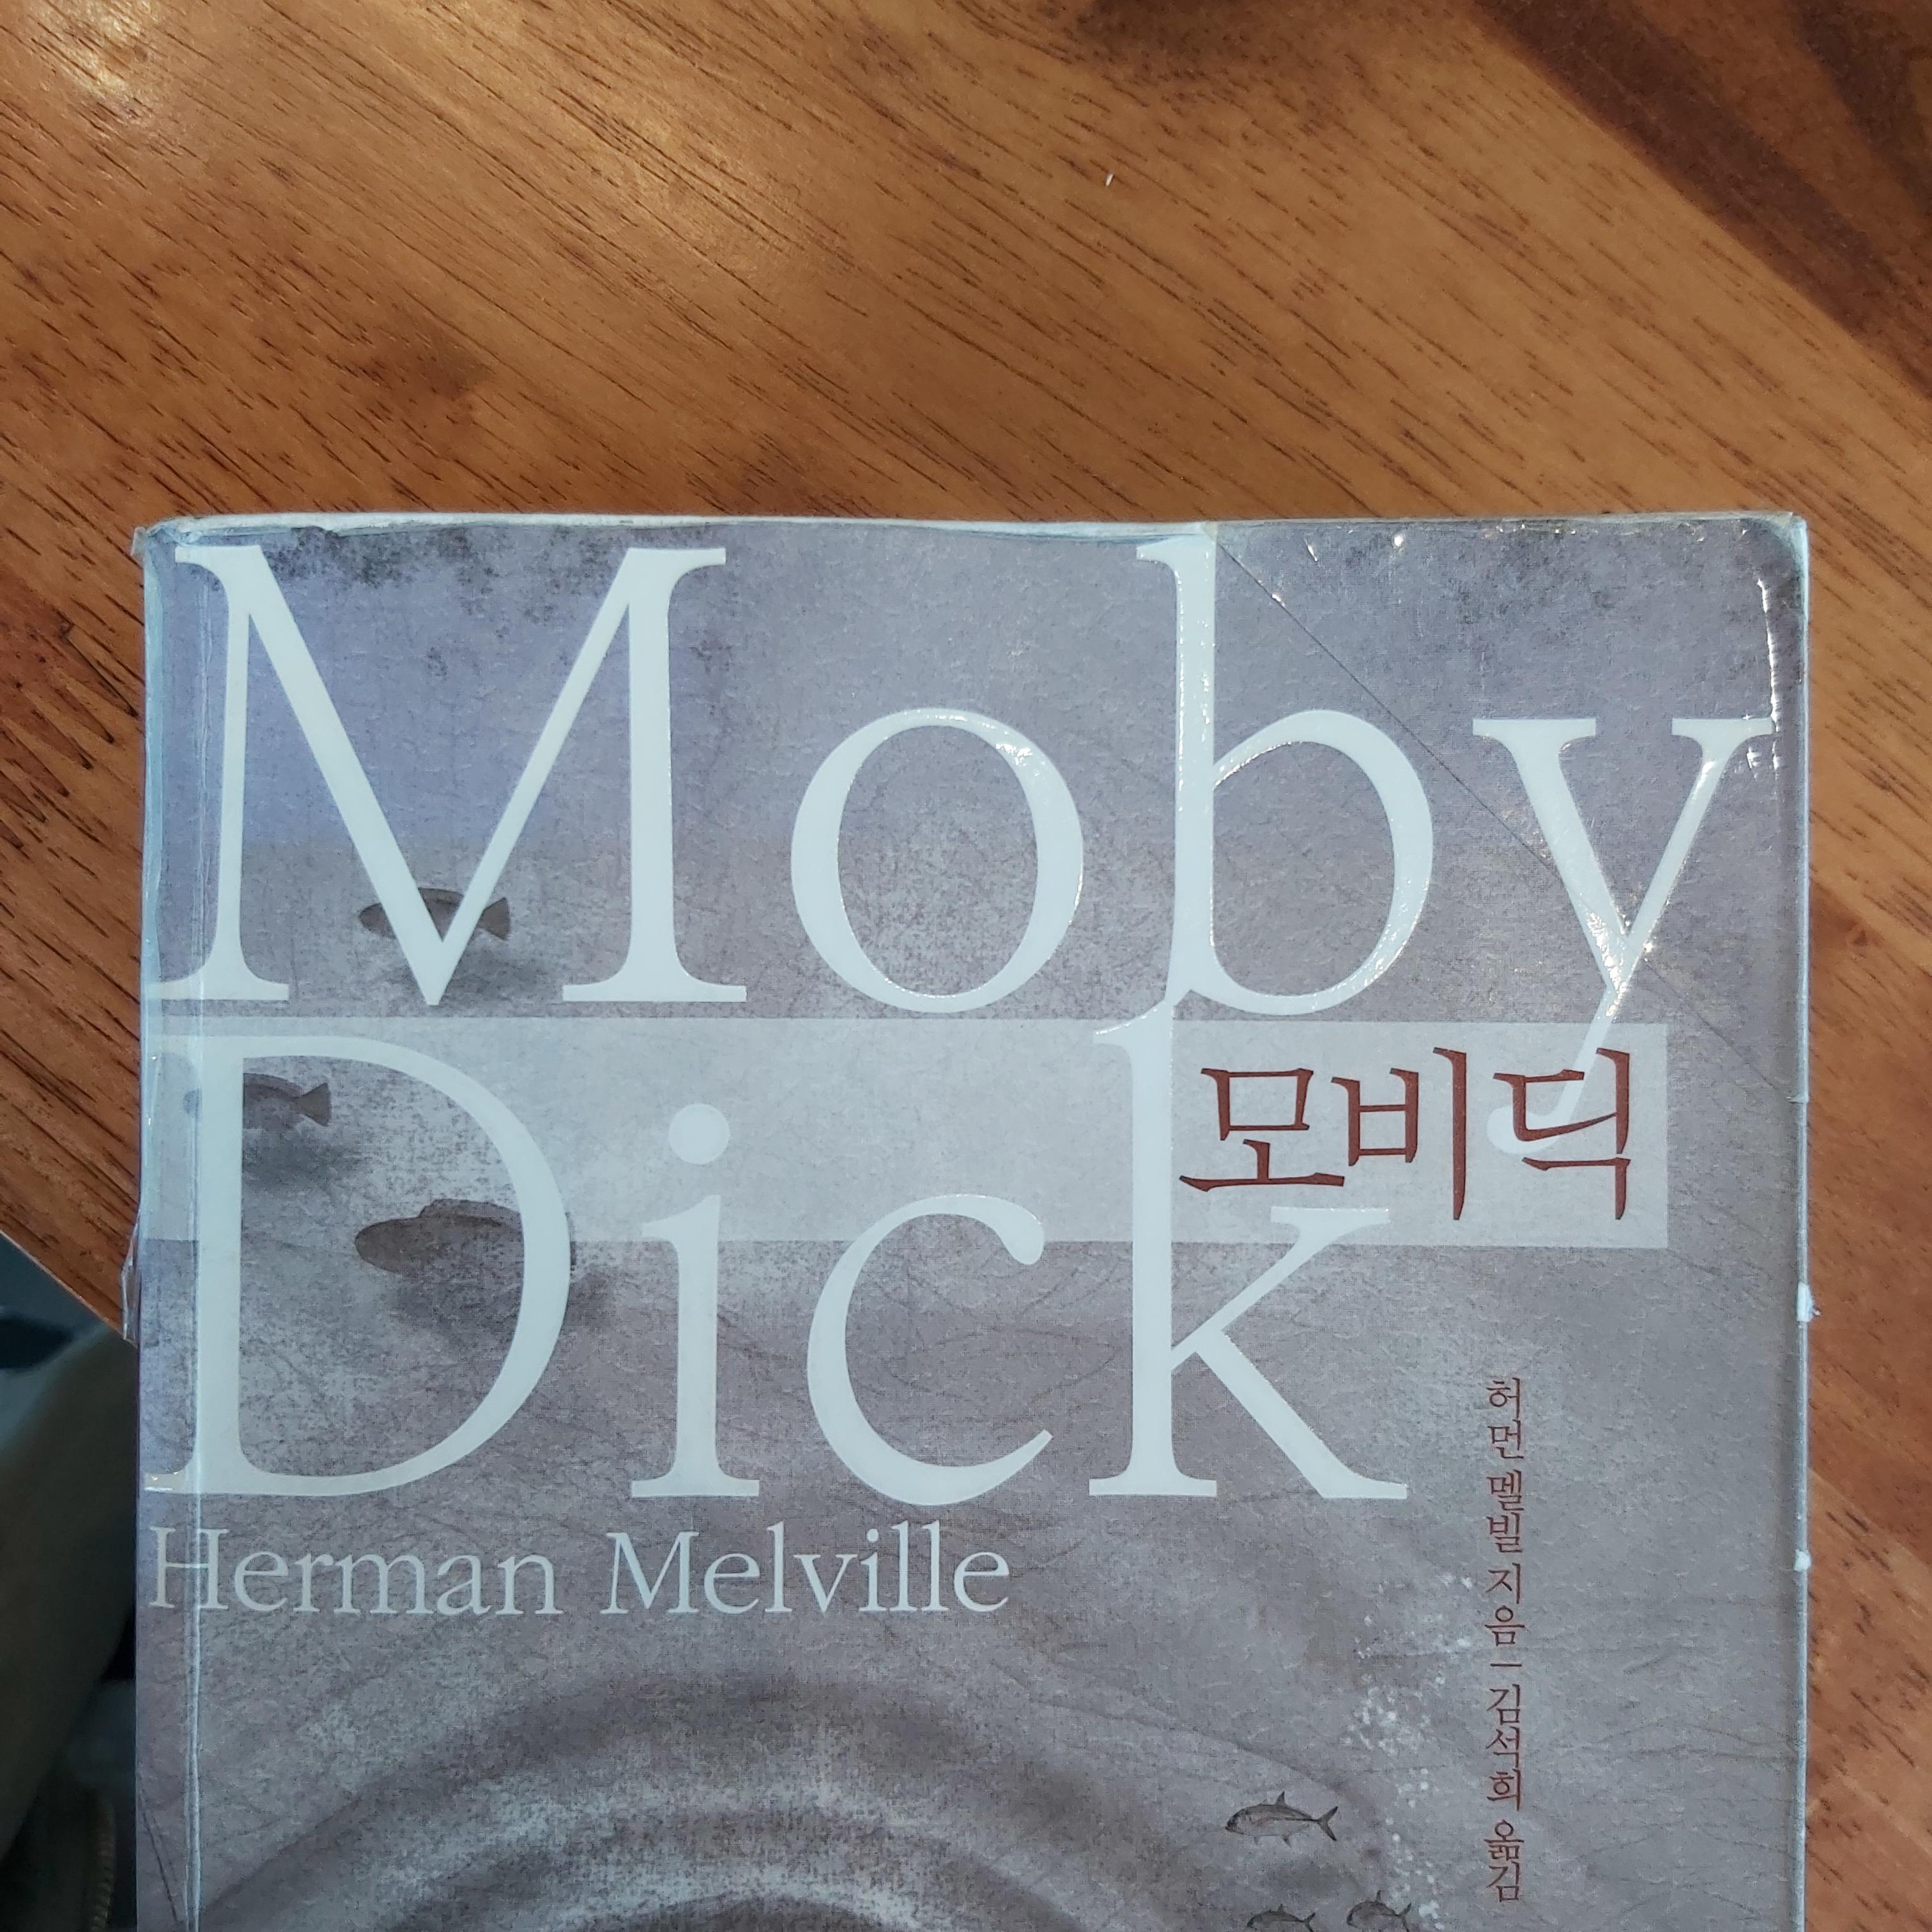 Moby
Dick
모비딕
Herman Melville
허먼 멜빌 지음 | 김석희 옮김